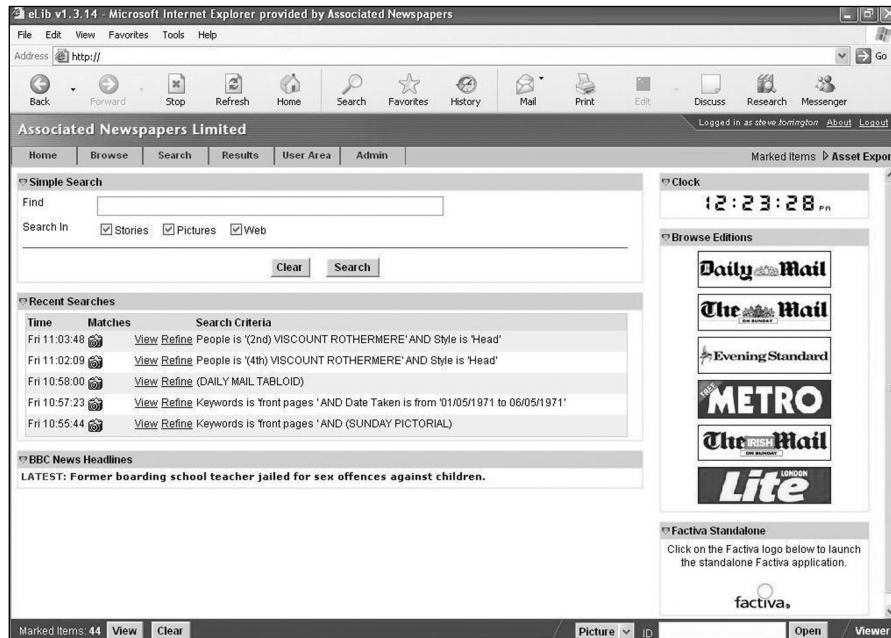 eLib v1.3.14 - Microsoft Internet Explorer provided by Associated Newspapers
File Edit View Favorites Tools Help
Address http:// Go
Back Forward Stop Refresh Home Search Favorites History Mail Print Edit Discuss Research Messenger
Associated Newspapers Limited
Logged in as steve.torrington About Logout
Home Browse Search Results User Area Admin
Marked Items Asset Export
Simple Search
Find
Search In Stories Pictures Web
Clear Search
Recent Searches
Time Matches Search Criteria
Fri 11:03:48 View Refine People is '(2nd) VISCOUNT ROTHERMERE' AND Style is 'Head'
Fri 11:02:09 View Refine People is '(4th) VISCOUNT ROTHERMERE' AND Style is 'Head'
Fri 10:58:00 View Refine (DAILY MAIL TABLOID)
Fri 10:57:23 View Refine Keywords is 'front pages ' AND Date Taken is from '01/05/1971 to 06/05/1971'
Fri 10:55:44 View Refine Keywords is 'front pages ' AND (SUNDAY PICTORIAL)
BBC News Headlines
LATEST: Former boarding school teacher jailed for sex offences against children.
Clock
12:23:28 PM
Browse Editions
Daily Mail
The Mail
ON SUNDAY
Evening Standard
FREE
METRO
The IRISH Mail
ON SUNDAY
LONDON
Lite
Factiva Standalone
Click on the Factiva logo below to launch
the standalone Factiva application.
factiva
Marked Items: 44 View Clear
Picture ID Open Viewer